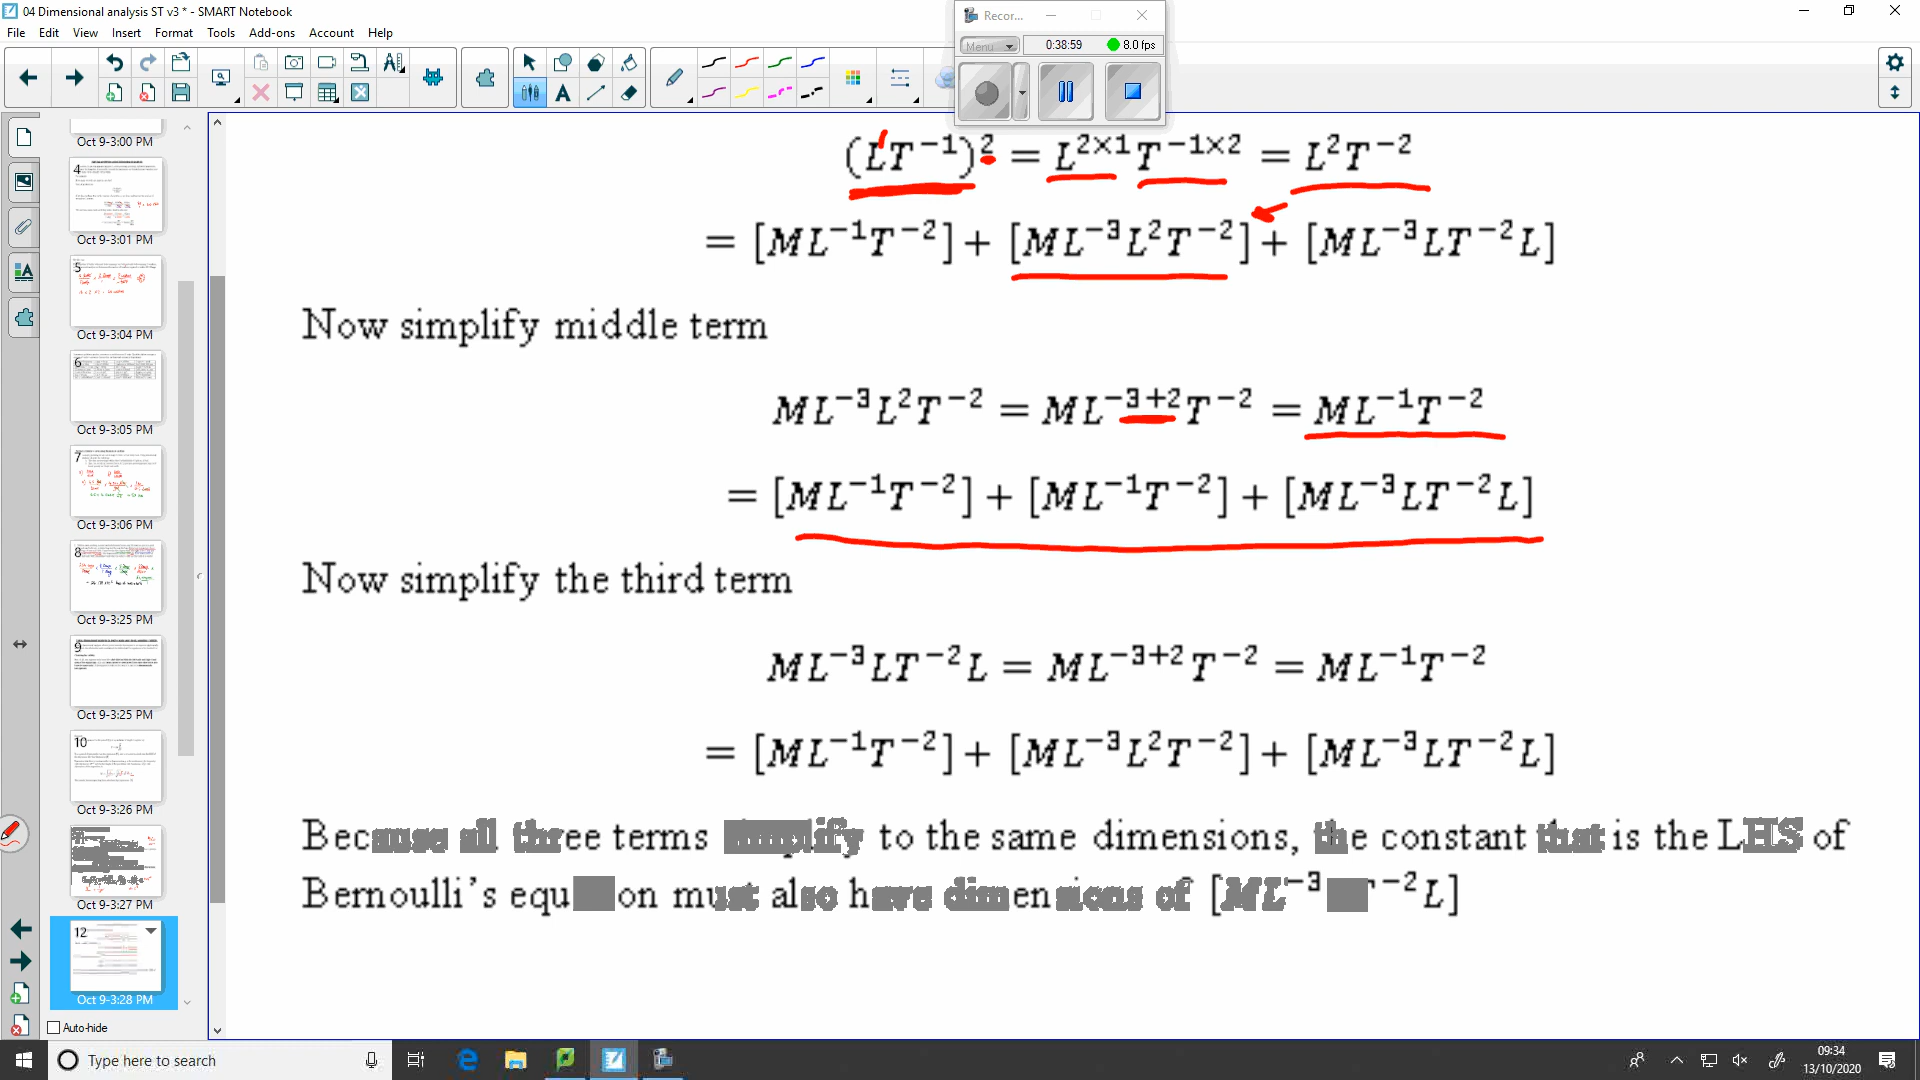 04 Dimensional analysis ST v3 * - SMART Notebook
File Edit View Insert Format Tools Add-ons Account Help
Recor...
Menu 0:38:59 8.0 fps
Oct 9-3:00 PM
4
Oct 9-3:01 PM
5
Oct 9-3:04 PM
6
Oct 9-3:05 PM
7
Oct 9-3:06 PM
8
Oct 9-3:25 PM
9
Oct 9-3:25 PM
10
Oct 9-3:26 PM
Oct 9-3:27 PM
12
Oct 9-3:28 PM
Auto-hide
(LT⁻¹)² = L²ˣ¹T⁻¹ˣ² = L²T⁻²
= [ML⁻¹T⁻²] + [ML⁻³L²T⁻²] + [ML⁻³LT⁻²L]
Now simplify middle term
ML⁻³L²T⁻² = ML⁻³⁺²T⁻² = ML⁻¹T⁻²
= [ML⁻¹T⁻²] + [ML⁻¹T⁻²] + [ML⁻³LT⁻²L]
Now simplify the third term
ML⁻³LT⁻²L = ML⁻³⁺²T⁻² = ML⁻¹T⁻²
= [ML⁻¹T⁻²] + [ML⁻³L²T⁻²] + [ML⁻³LT⁻²L]
Because all three terms simplify to the same dimensions, the constant that is the LHS of
Bernoulli's equation must also have dimensions of [ML⁻³ T⁻²L]
Type here to search
09:34
13/10/2020